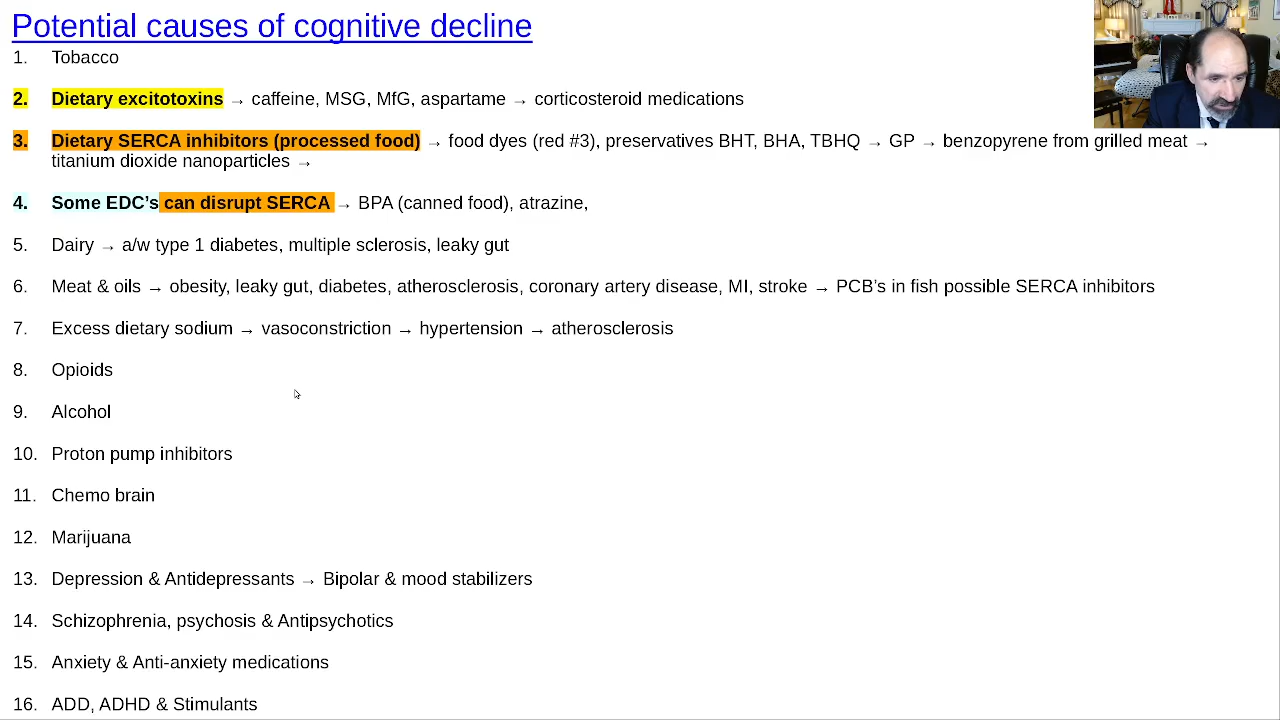 Potential causes of cognitive decline
1. Tobacco
2. Dietary excitotoxins → caffeine, MSG, MfG, aspartame → corticosteroid medications
3. Dietary SERCA inhibitors (processed food) → food dyes (red #3), preservatives BHT, BHA, TBHQ → GP → benzopyrene from grilled meat →
titanium dioxide nanoparticles →
4. Some EDC's can disrupt SERCA → BPA (canned food), atrazine,
5. Dairy → a/w type 1 diabetes, multiple sclerosis, leaky gut
6. Meat & oils → obesity, leaky gut, diabetes, atherosclerosis, coronary artery disease, MI, stroke → PCB's in fish possible SERCA inhibitors
7. Excess dietary sodium → vasoconstriction → hypertension → atherosclerosis
8. Opioids
9. Alcohol
10. Proton pump inhibitors
11. Chemo brain
12. Marijuana
13. Depression & Antidepressants → Bipolar & mood stabilizers
14. Schizophrenia, psychosis & Antipsychotics
15. Anxiety & Anti-anxiety medications
16. ADD, ADHD & Stimulants